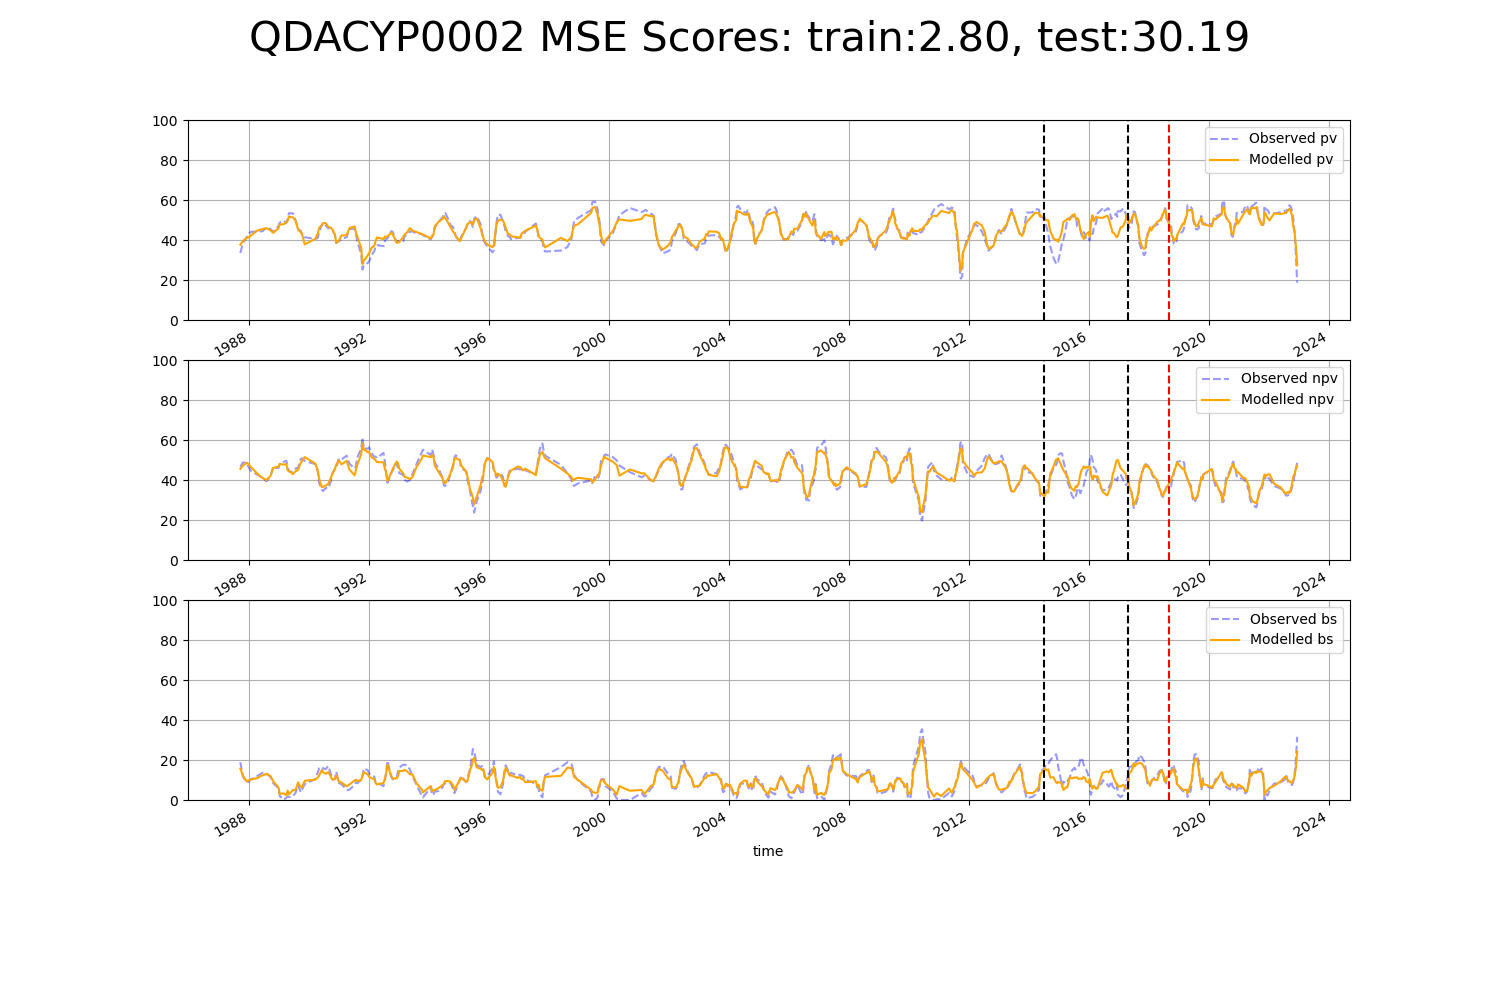 QDACYP0002 MSE Scores: train:2.80, test:30.19
100
80
60
40
20
0
Observed pv
Modelled pv
1988 1992 1996 2000 2004 2008 2012 2016 2020 2024
100
80
60
40
20
0
Observed npv
Modelled npv
1988 1992 1996 2000 2004 2008 2012 2016 2020 2024
100
80
60
40
20
0
Observed bs
Modelled bs
1988 1992 1996 2000 2004 2008 2012 2016 2020 2024
time